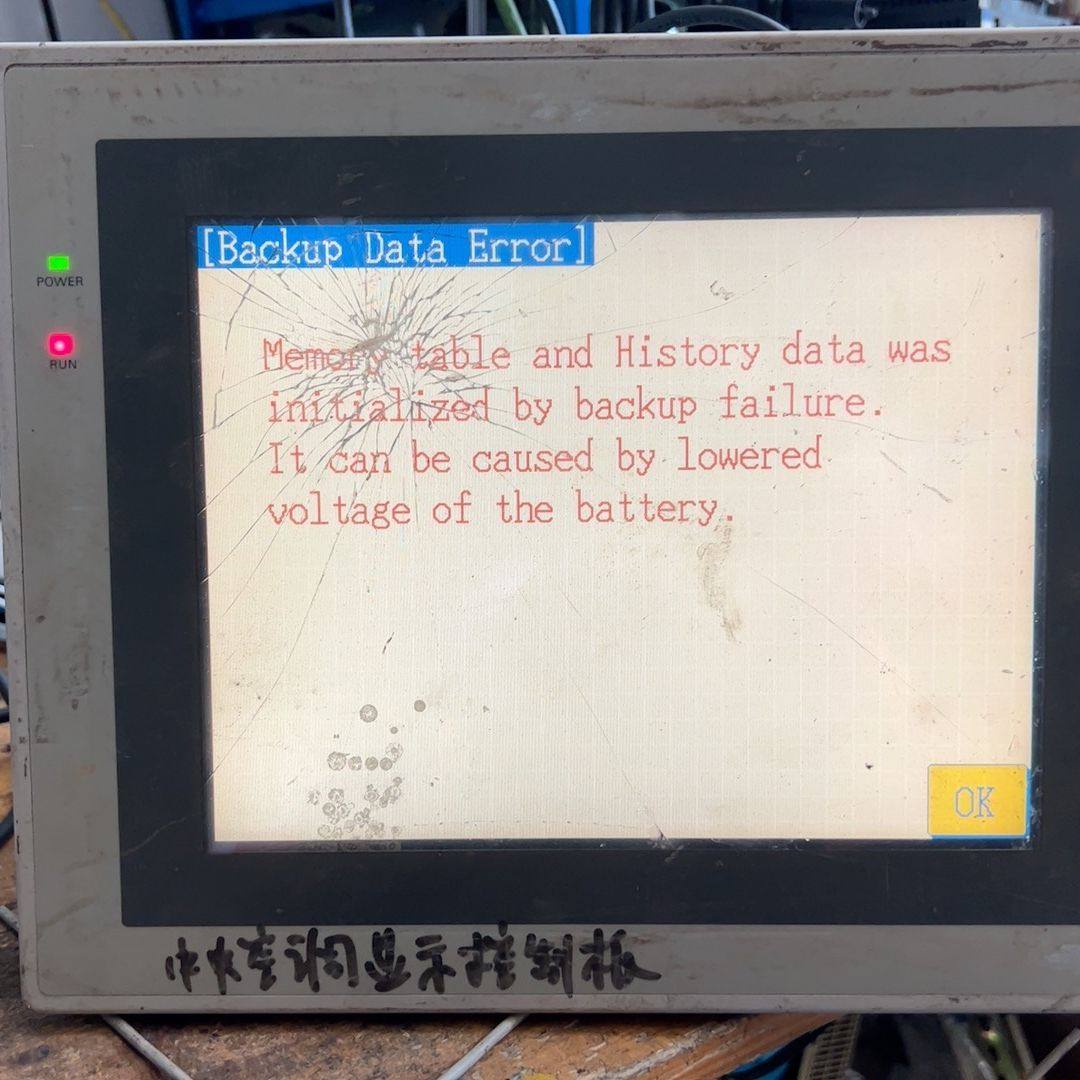 [Backup Data Error]
POWER
RUN
Memory table and History data was
initialized by backup failure.
It can be caused by lowered
voltage of the battery.
OK
中央空调显示控制板